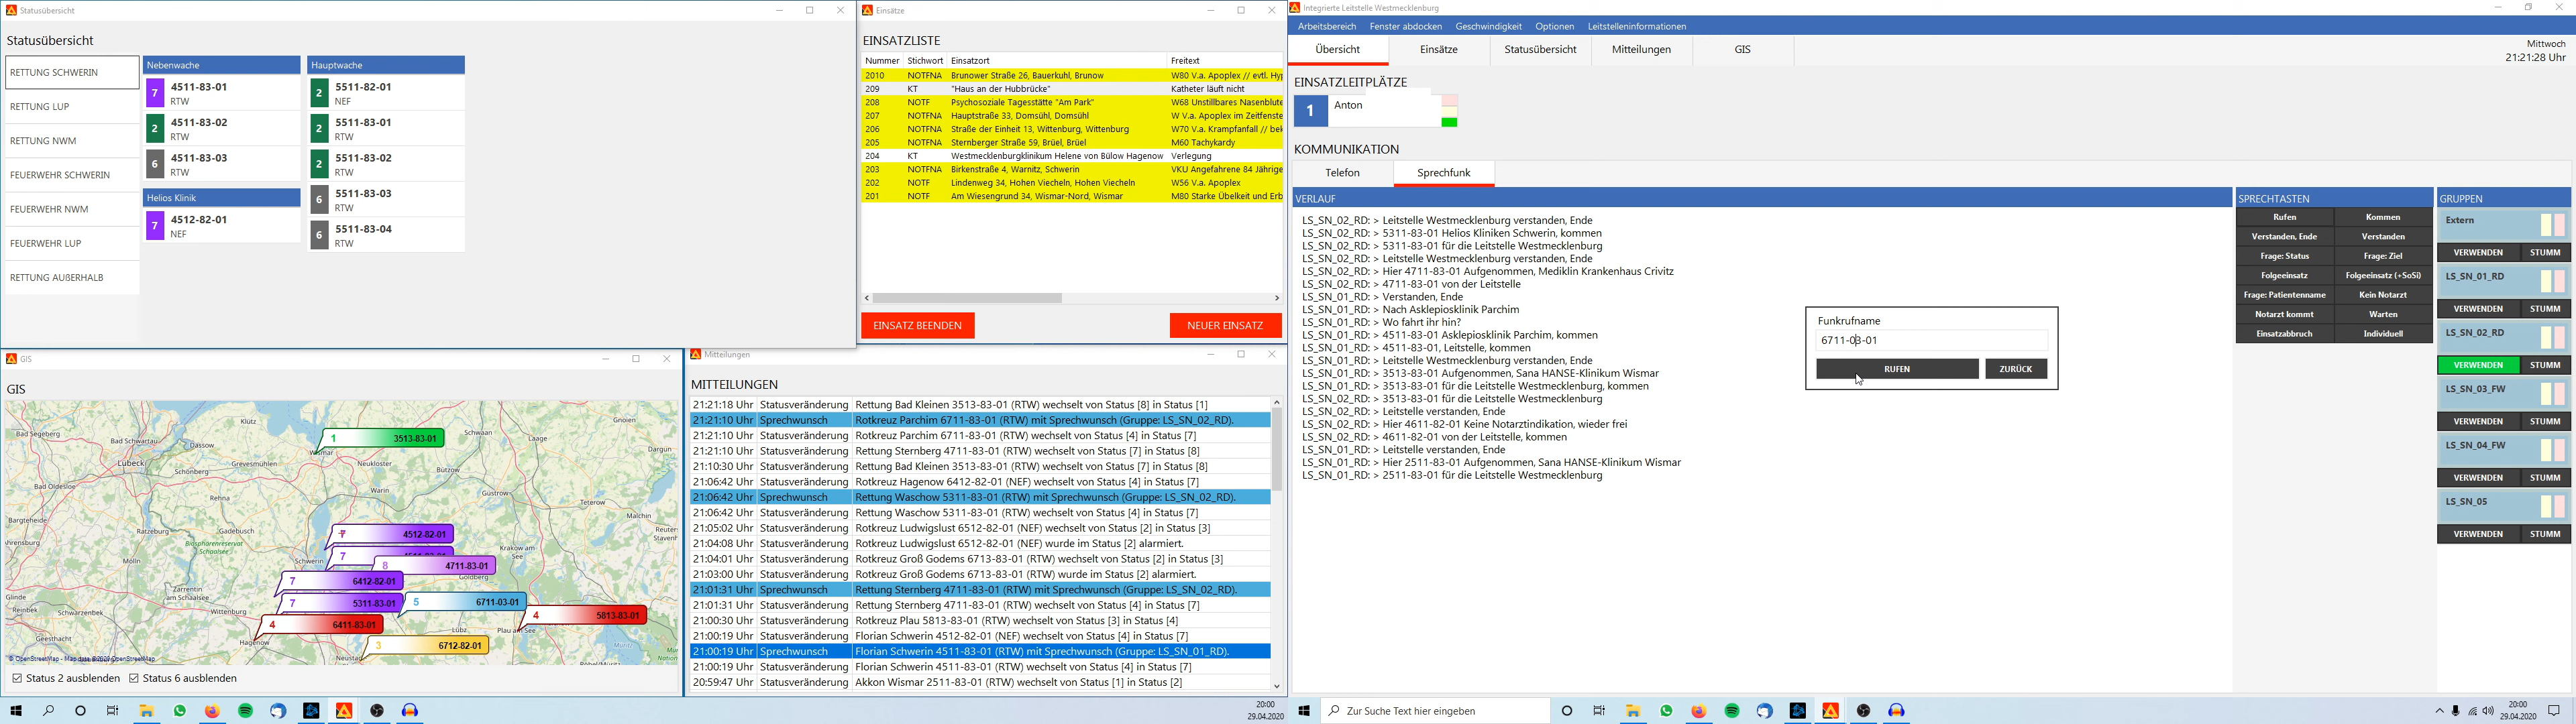 Statusübersicht
Statusübersicht
RETTUNG SCHWERIN
RETTUNG LUP
RETTUNG NWM
FEUERWEHR SCHWERIN
FEUERWEHR NWM
FEUERWEHR LUP
RETTUNG AUßERHALB
Nebenwache
7 4511-83-01
RTW
2 4511-83-02
RTW
6 4511-83-03
RTW
Helios Klinik
7 4512-82-01
NEF
Hauptwache
2 5511-82-01
NEF
2 5511-83-01
RTW
2 5511-83-02
RTW
6 5511-83-03
RTW
6 5511-83-04
RTW
Einsätze
EINSATZLISTE
Nummer Stichwort Einsatzort Freitext
2010 NOTFNA Brunower Straße 26, Bauerkuhl, Brunow W80 V.a. Apoplex // evtl. Hyp
209 KT "Haus an der Hubbrücke" Katheter läuft nicht
208 NOTF Psychosoziale Tagesstätte "Am Park" W68 Unstillbares Nasenblute
207 NOTFNA Hauptstraße 33, Domsühl, Domsühl W V.a. Apoplex im Zeitfenste
206 NOTFNA Straße der Einheit 13, Wittenburg, Wittenburg W70 V.a. Krampfanfall // bek
205 NOTFNA Sternberger Straße 59, Brüel, Brüel M60 Tachykardy
204 KT Westmecklenburgklinikum Helene von Bülow Hagenow Verlegung
203 NOTFNA Birkenstraße 4, Warnitz, Schwerin VKU Angefahrene 84 Jährige
202 NOTF Lindenweg 34, Hohen Viecheln, Hohen Viecheln W56 V.a. Apoplex
201 NOTF Am Wiesengrund 34, Wismar-Nord, Wismar M80 Starke Übelkeit und Erb
EINSATZ BEENDEN
NEUER EINSATZ
GIS
GIS
Bad Segeberg
Klütz
Gnoien
Bad Schwartau
Dassow
Schwaan
Laage
1 3513-83-01
Wismar
Dargun
Lübeck
Schönberg
Grevesmühlen
Neukloster
Bützow
Bad Oldesloe
Warin
Güstrow
Rehna
Teterow
Malchin
Bargteheide
Ratzeburg
Gadebusch
Ahrensburg
Biosphärenreservat
Schaalsee
7 4512-82-01
Krakow am
See
Schwerin
7
8 4711-83-01
Mölln
Goldberg
7 6412-82-01
Zarrentin
am Schaalsee
7 5311-83-01
5 6711-03-01
Glinde
Reinbek
Schwarzenbek
Wittenburg
4 6411-83-01
4 5813-83-01
Geesthacht
Hagenow
Lübz
Plau am See
3 6712-82-01
© OpenStreetMap - Map data ©2020 OpenStreetMap
Status 2 ausblenden
Status 6 ausblenden
Mitteilungen
MITTEILUNGEN
21:21:18 Uhr Statusveränderung Rettung Bad Kleinen 3513-83-01 (RTW) wechselt von Status [8] in Status [1]
21:21:10 Uhr Sprechwunsch Rotkreuz Parchim 6711-83-01 (RTW) mit Sprechwunsch (Gruppe: LS_SN_02_RD).
21:21:10 Uhr Statusveränderung Rotkreuz Parchim 6711-83-01 (RTW) wechselt von Status [4] in Status [7]
21:21:10 Uhr Statusveränderung Rettung Sternberg 4711-83-01 (RTW) wechselt von Status [7] in Status [8]
21:10:30 Uhr Statusveränderung Rettung Bad Kleinen 3513-83-01 (RTW) wechselt von Status [7] in Status [8]
21:06:42 Uhr Statusveränderung Rotkreuz Hagenow 6412-82-01 (NEF) wechselt von Status [4] in Status [7]
21:06:42 Uhr Sprechwunsch Rettung Waschow 5311-83-01 (RTW) mit Sprechwunsch (Gruppe: LS_SN_02_RD).
21:06:42 Uhr Statusveränderung Rettung Waschow 5311-83-01 (RTW) wechselt von Status [4] in Status [7]
21:05:02 Uhr Statusveränderung Rotkreuz Ludwigslust 6512-82-01 (NEF) wechselt von Status [2] in Status [3]
21:04:08 Uhr Statusveränderung Rotkreuz Ludwigslust 6512-82-01 (NEF) wurde im Status [2] alarmiert.
21:04:01 Uhr Statusveränderung Rotkreuz Groß Godems 6713-83-01 (RTW) wechselt von Status [2] in Status [3]
21:03:00 Uhr Statusveränderung Rotkreuz Groß Godems 6713-83-01 (RTW) wurde im Status [2] alarmiert.
21:01:31 Uhr Sprechwunsch Rettung Sternberg 4711-83-01 (RTW) mit Sprechwunsch (Gruppe: LS_SN_02_RD).
21:01:31 Uhr Statusveränderung Rettung Sternberg 4711-83-01 (RTW) wechselt von Status [4] in Status [7]
21:00:30 Uhr Statusveränderung Rotkreuz Plau 5813-83-01 (RTW) wechselt von Status [3] in Status [4]
21:00:19 Uhr Statusveränderung Florian Schwerin 4512-82-01 (NEF) wechselt von Status [4] in Status [7]
21:00:19 Uhr Sprechwunsch Florian Schwerin 4511-83-01 (RTW) mit Sprechwunsch (Gruppe: LS_SN_01_RD).
21:00:19 Uhr Statusveränderung Florian Schwerin 4511-83-01 (RTW) wechselt von Status [4] in Status [7]
20:59:47 Uhr Statusveränderung Akkon Wismar 2511-83-01 (RTW) wechselt von Status [1] in Status [2]
20:00
29.04.2020
Integrierte Leitstelle Westmecklenburg
Arbeitsbereich Fenster abdocken Geschwindigkeit Optionen Leitstelleninformationen
Übersicht Einsätze Statusübersicht Mitteilungen GIS
Mittwoch
21:21:28 Uhr
EINSATZLEITPLÄTZE
1 Anton
KOMMUNIKATION
Telefon Sprechfunk
VERLAUF
LS_SN_02_RD: > Leitstelle Westmecklenburg verstanden, Ende
LS_SN_02_RD: > 5311-83-01 Helios Kliniken Schwerin, kommen
LS_SN_02_RD: > 5311-83-01 für die Leitstelle Westmecklenburg
LS_SN_02_RD: > Leitstelle Westmecklenburg verstanden, Ende
LS_SN_02_RD: > Hier 4711-83-01 Aufgenommen, Mediklin Krankenhaus Crivitz
LS_SN_02_RD: > 4711-83-01 von der Leitstelle
LS_SN_01_RD: > Verstanden, Ende
LS_SN_01_RD: > Nach Asklepiosklinik Parchim
LS_SN_01_RD: > Wo fahrt ihr hin?
LS_SN_01_RD: > 4511-83-01 Asklepiosklinik Parchim, kommen
LS_SN_01_RD: > 4511-83-01, Leitstelle, kommen
LS_SN_01_RD: > Leitstelle Westmecklenburg verstanden, Ende
LS_SN_01_RD: > 3513-83-01 Aufgenommen, Sana HANSE-Klinikum Wismar
LS_SN_01_RD: > 3513-83-01 für die Leitstelle Westmecklenburg, kommen
LS_SN_02_RD: > 3513-83-01 für die Leitstelle Westmecklenburg
LS_SN_02_RD: > Leitstelle verstanden, Ende
LS_SN_02_RD: > Hier 4611-82-01 Keine Notarztindikation, wieder frei
LS_SN_02_RD: > 4611-82-01 von der Leitstelle, kommen
LS_SN_01_RD: > Leitstelle verstanden, Ende
LS_SN_01_RD: > Hier 2511-83-01 Aufgenommen, Sana HANSE-Klinikum Wismar
LS_SN_01_RD: > 2511-83-01 für die Leitstelle Westmecklenburg
Funkrufname
6711-03-01
RUFEN
ZURÜCK
SPRECHTASTEN
Rufen Kommen
Verstanden, Ende Verstanden
Frage: Status Frage: Ziel
Folgeeinsatz Folgeeinsatz (+SoSi)
Frage: Patientenname Kein Notarzt
Notarzt kommt Warten
Einsatzabbruch Individuell
GRUPPEN
Extern
VERWENDEN STUMM
LS_SN_01_RD
VERWENDEN STUMM
LS_SN_02_RD
VERWENDEN STUMM
LS_SN_03_FW
VERWENDEN STUMM
LS_SN_04_FW
VERWENDEN STUMM
LS_SN_05
VERWENDEN STUMM
Zur Suche Text hier eingeben
20:00
29.04.2020